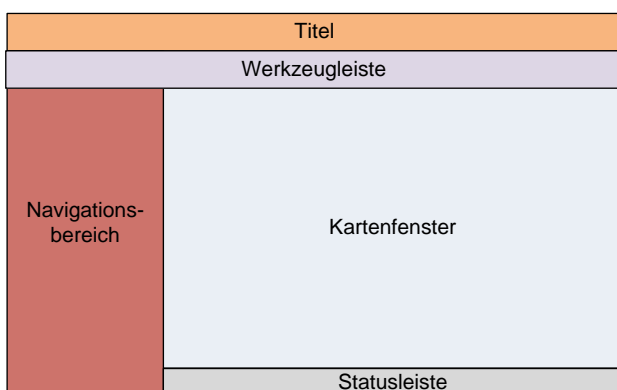 Titel
Werkzeugleiste
Navigations-
bereich
Kartenfenster
Statusleiste